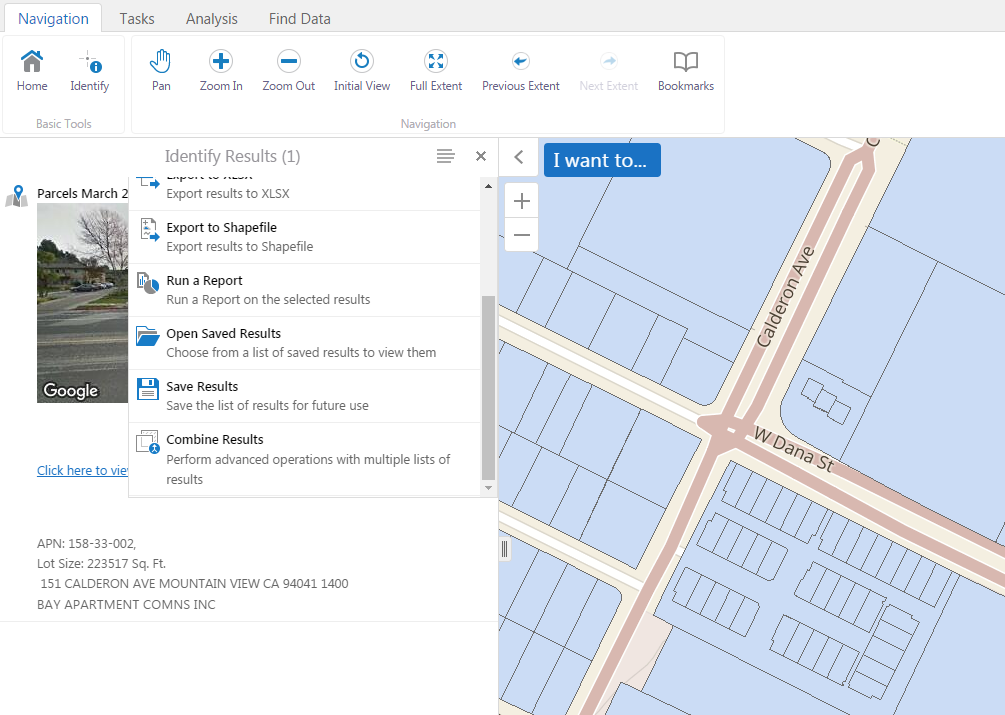 Navigation
Tasks
Analysis
Find Data
Home
Identify
Pan
Zoom In
Zoom Out
Initial View
Full Extent
Previous Extent
Next Extent
Bookmarks
Basic Tools
Navigation
Identify Results (1)
I want to...
Parcels March 2
Export to XLSX
Export results to XLSX
Export to Shapefile
Export results to Shapefile
Run a Report
Run a Report on the selected results
Open Saved Results
Choose from a list of saved results to view them
Save Results
Save the list of results for future use
Combine Results
Perform advanced operations with multiple lists of
results
Google
Click here to vie
APN: 158-33-002,
Lot Size: 223517 Sq. Ft.
151 CALDERON AVE MOUNTAIN VIEW CA 94041 1400
BAY APARTMENT COMNS INC
C
Calderon Ave
W Dana St